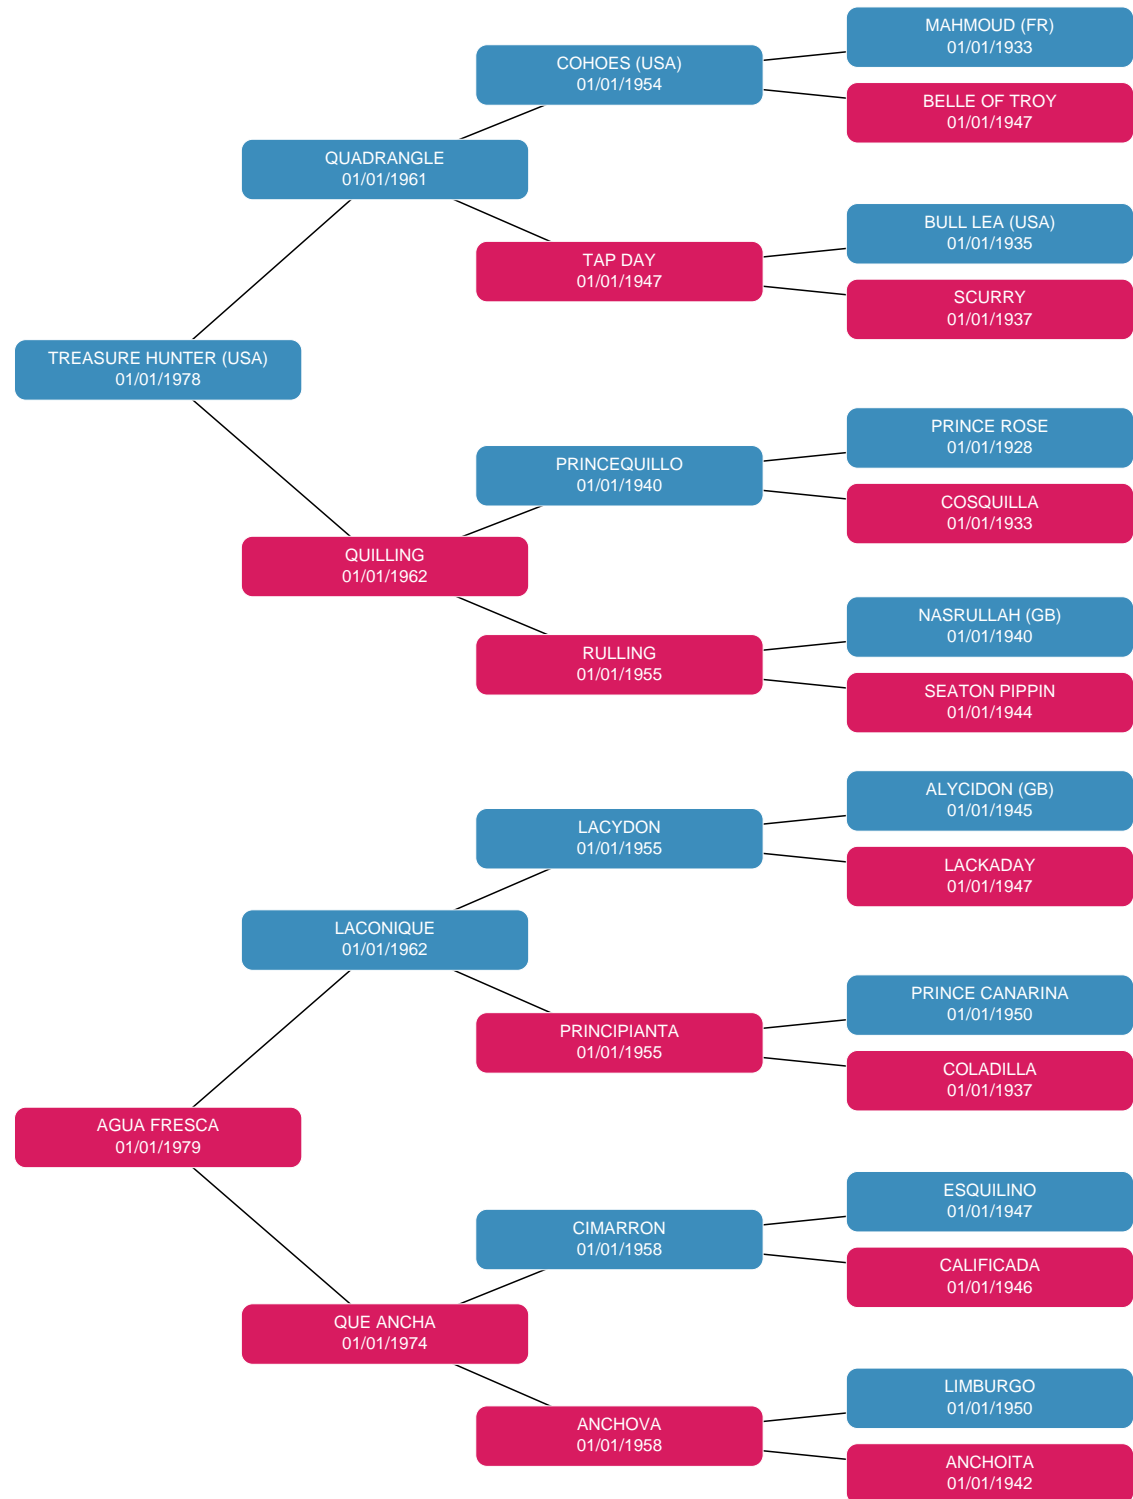 MAHMOUD (FR)
01/01/1933
COHOES (USA)
01/01/1954
BELLE OF TROY
01/01/1947
QUADRANGLE
01/01/1961
BULL LEA (USA)
01/01/1935
TAP DAY
01/01/1947
SCURRY
01/01/1937
TREASURE HUNTER (USA)
01/01/1978
PRINCE ROSE
01/01/1928
PRINCEQUILLO
01/01/1940
COSQUILLA
01/01/1933
QUILLING
01/01/1962
NASRULLAH (GB)
01/01/1940
RULLING
01/01/1955
SEATON PIPPIN
01/01/1944
ALYCIDON (GB)
01/01/1945
LACYDON
01/01/1955
LACKADAY
01/01/1947
LACONIQUE
01/01/1962
PRINCE CANARINA
01/01/1950
PRINCIPIANTA
01/01/1955
COLADILLA
01/01/1937
AGUA FRESCA
01/01/1979
ESQUILINO
01/01/1947
CIMARRON
01/01/1958
CALIFICADA
01/01/1946
QUE ANCHA
01/01/1974
LIMBURGO
01/01/1950
ANCHOVA
01/01/1958
ANCHOITA
01/01/1942